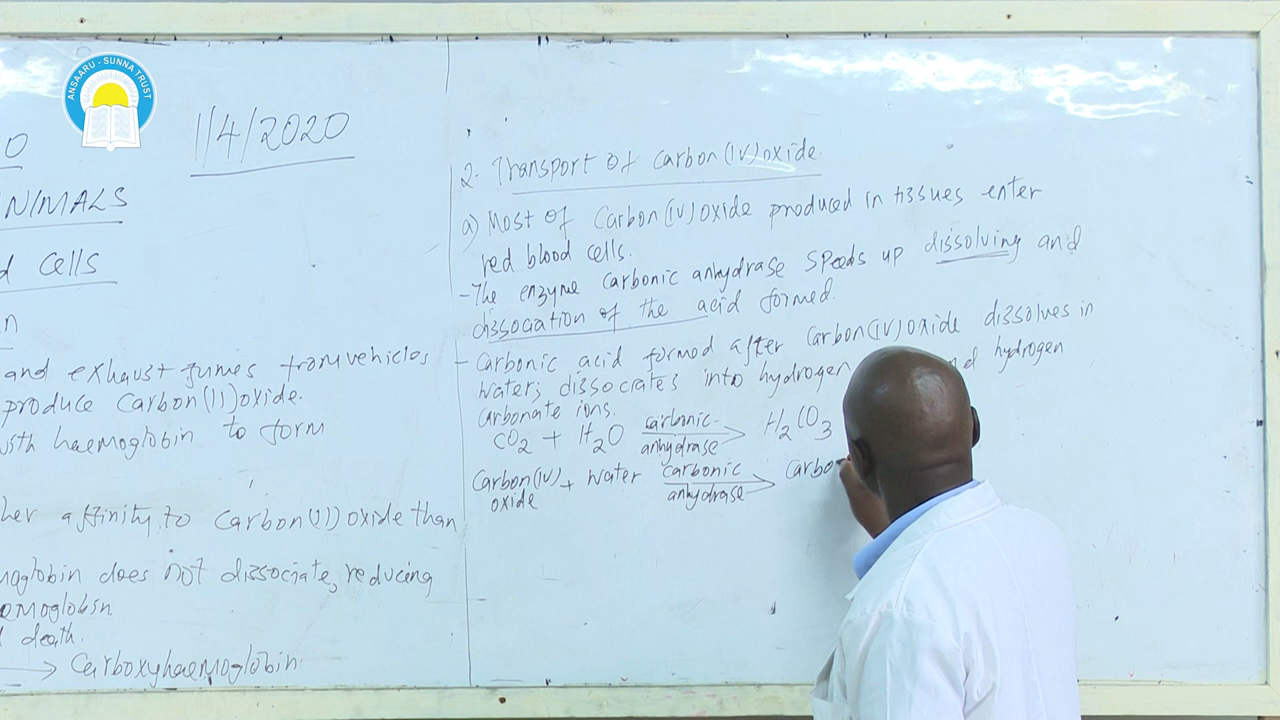 ANSAARU - SUNNA TRUST
1/4/2020
NIMALS
cells
and exhaust fumes from vehicles
produce carbon(II)oxide.
with haemoglobin to form
her affinity to carbon(II)oxide than
moglobin does not dissociate, reducing
emoglobin
death.
→ Carboxyhaemoglobin.
2. Transport of carbon(IV)oxide.
a) Most of carbon(IV)oxide produced in tissues enter
red blood cells.
- The enzyme carbonic anhydrase speeds up dissolving and
dissociation of the acid formed.
- Carbonic acid formed after carbon(IV)oxide dissolves in
water; dissociates into hydrogen nd hydrogen
carbonate ions.
CO2 + H2O carbonic anhydrase → H2CO3
Carbon(IV) oxide + water carbonic anhydrase → carbo